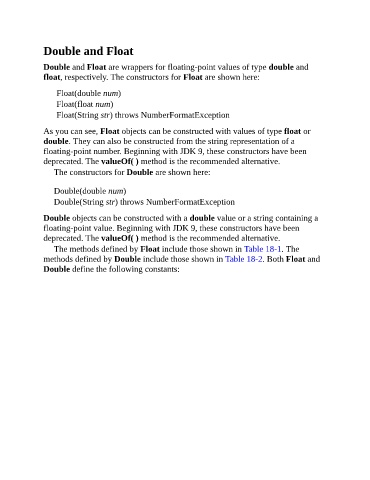 Double and Float
Double and Float are wrappers for floating-point values of type double and
float, respectively. The constructors for Float are shown here:
Float(double num)
Float(float num)
Float(String str) throws NumberFormatException
As you can see, Float objects can be constructed with values of type float or
double. They can also be constructed from the string representation of a
floating-point number. Beginning with JDK 9, these constructors have been
deprecated. The valueOf( ) method is the recommended alternative.
The constructors for Double are shown here:
Double(double num)
Double(String str) throws NumberFormatException
Double objects can be constructed with a double value or a string containing a
floating-point value. Beginning with JDK 9, these constructors have been
deprecated. The valueOf( ) method is the recommended alternative.
The methods defined by Float include those shown in Table 18-1. The
methods defined by Double include those shown in Table 18-2. Both Float and
Double define the following constants: